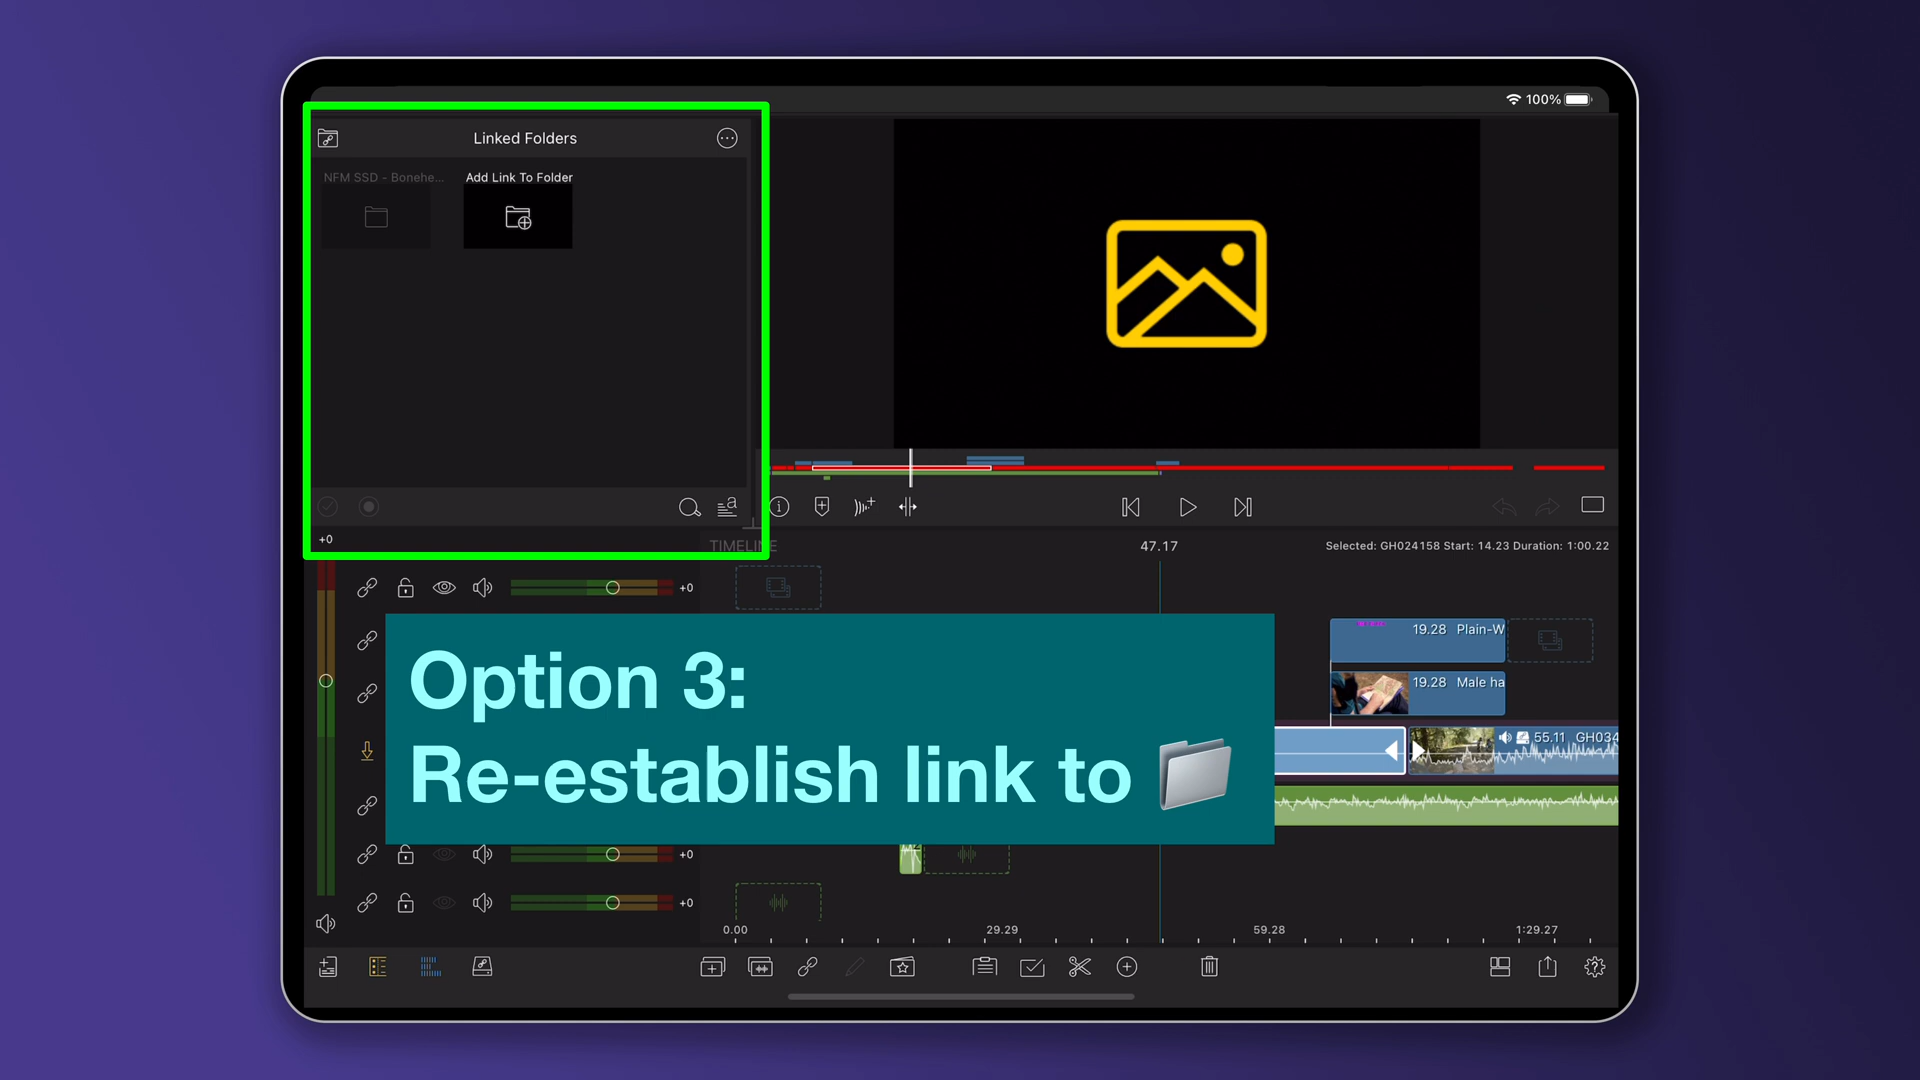 100%
Linked Folders
NFM SSD - Bonehe...
Add Link To Folder
+0
TIMELINE
47.17
Selected: GH024158 Start: 14.23 Duration: 1:00.22
+0
19.28 Plain-W
19.28 Male ha
Option 3:
Re-establish link to
55.11 GH034
+0
+0
0.00
29.29
59.28
1:29.27